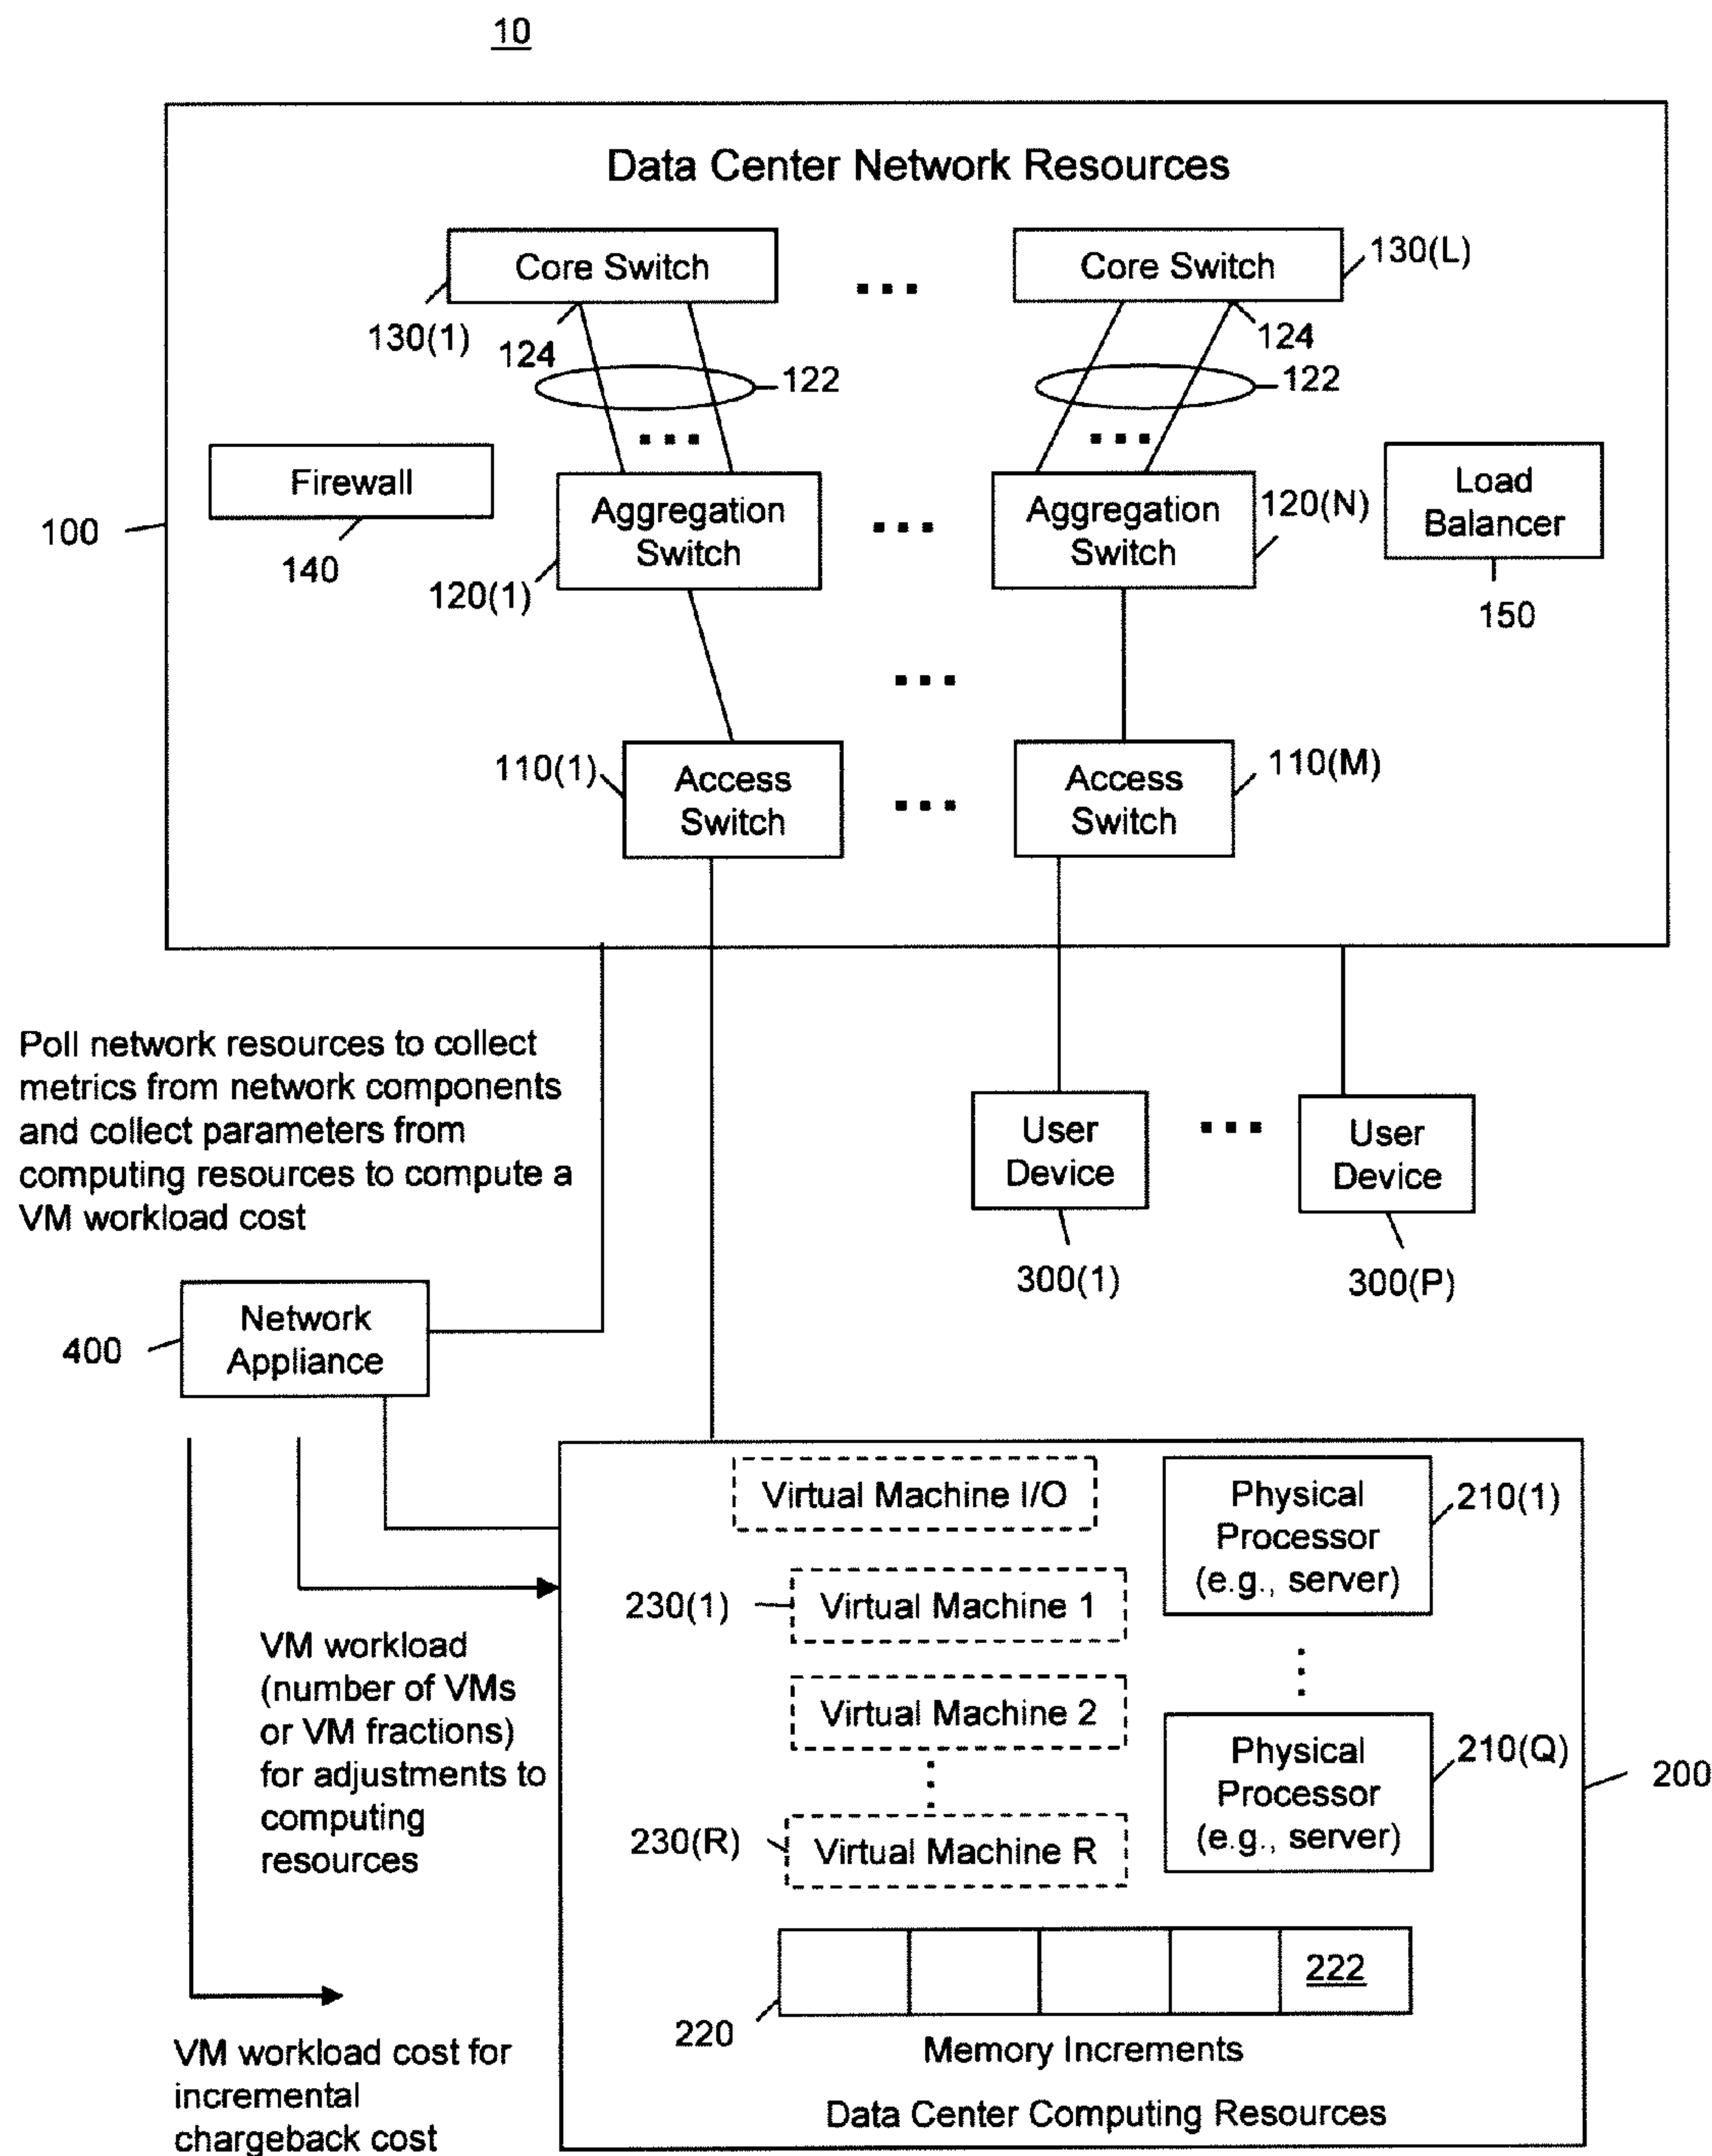 10
Data Center Network Resources
Core Switch
Core Switch
130(L)
130(1)
124
124
122
122
Firewall
140
100
Aggregation
Switch
120(1)
Aggregation
Switch
120(N)
Load
Balancer
150
110(1)
Access
Switch
Access
Switch
110(M)
Poll network resources to collect
metrics from network components
and collect parameters from
computing resources to compute a
VM workload cost
User
Device
300(1)
User
Device
300(P)
400
Network
Appliance
Virtual Machine I/O
Physical
Processor
(e.g., server)
210(1)
230(1)
Virtual Machine 1
VM workload
(number of VMs
or VM fractions)
for adjustments to
computing
resources
Virtual Machine 2
Physical
Processor
(e.g., server)
210(Q)
200
230(R)
Virtual Machine R
222
220
Memory Increments
VM workload cost for
incremental
chargeback cost
Data Center Computing Resources